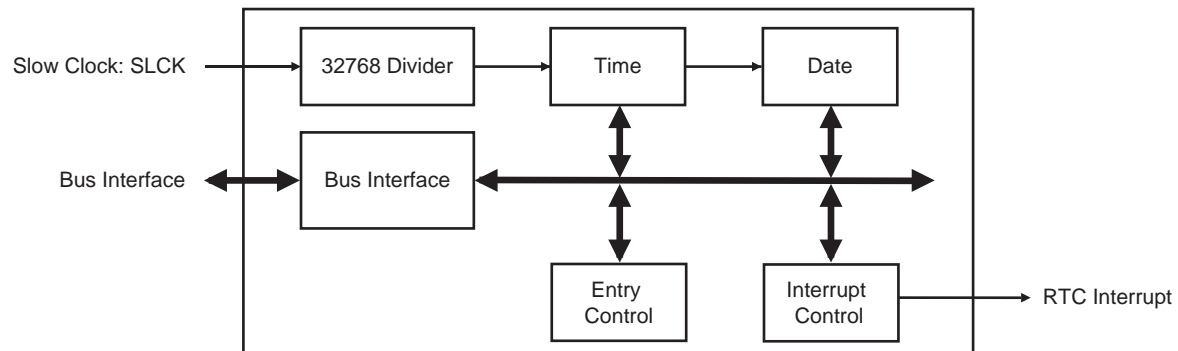 Slow Clock: SLCK
32768 Divider
Time
Date
Bus Interface
Bus Interface
Entry
Control
Interrupt
Control
RTC Interrupt